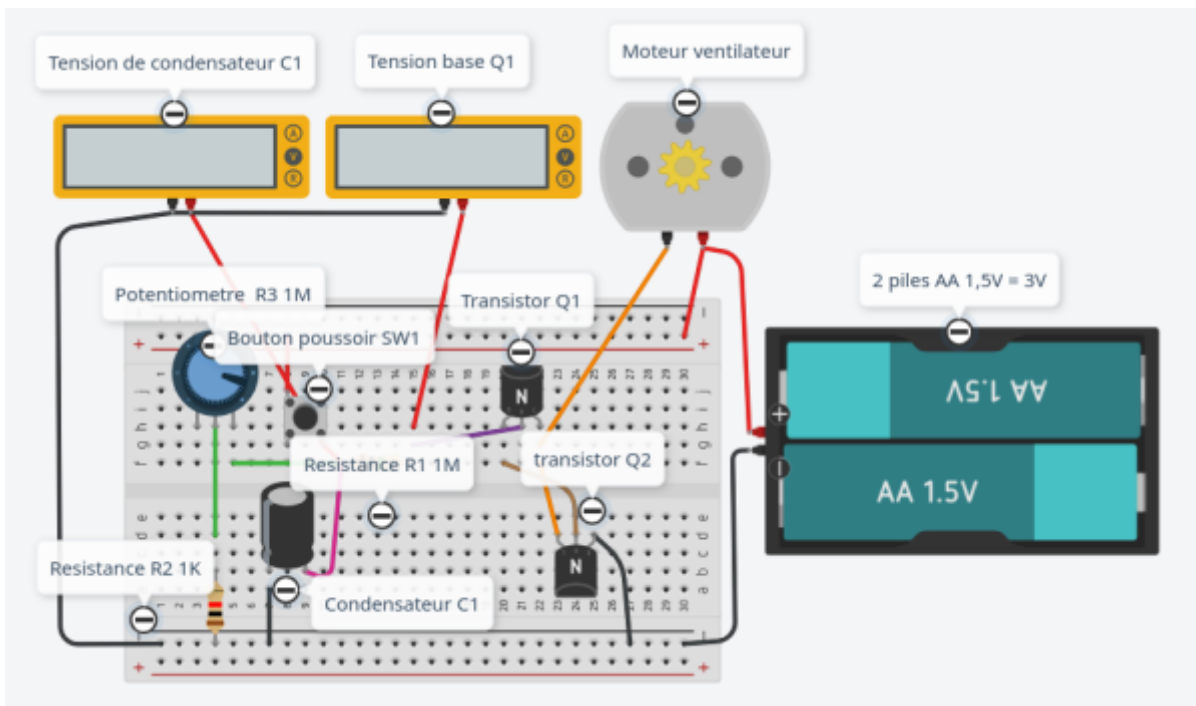 Tension de condensateur C1
Tension base Q1
Moteur ventilateur
A
V
R
A
V
R
Potentiometre R3 1M
Bouton poussoir SW1
Transistor Q1
2 piles AA 1,5V = 3V
N
AA 1.5V
Resistance R1 1M
transistor Q2
AA 1.5V
Resistance R2 1K
N
Condensateur C1